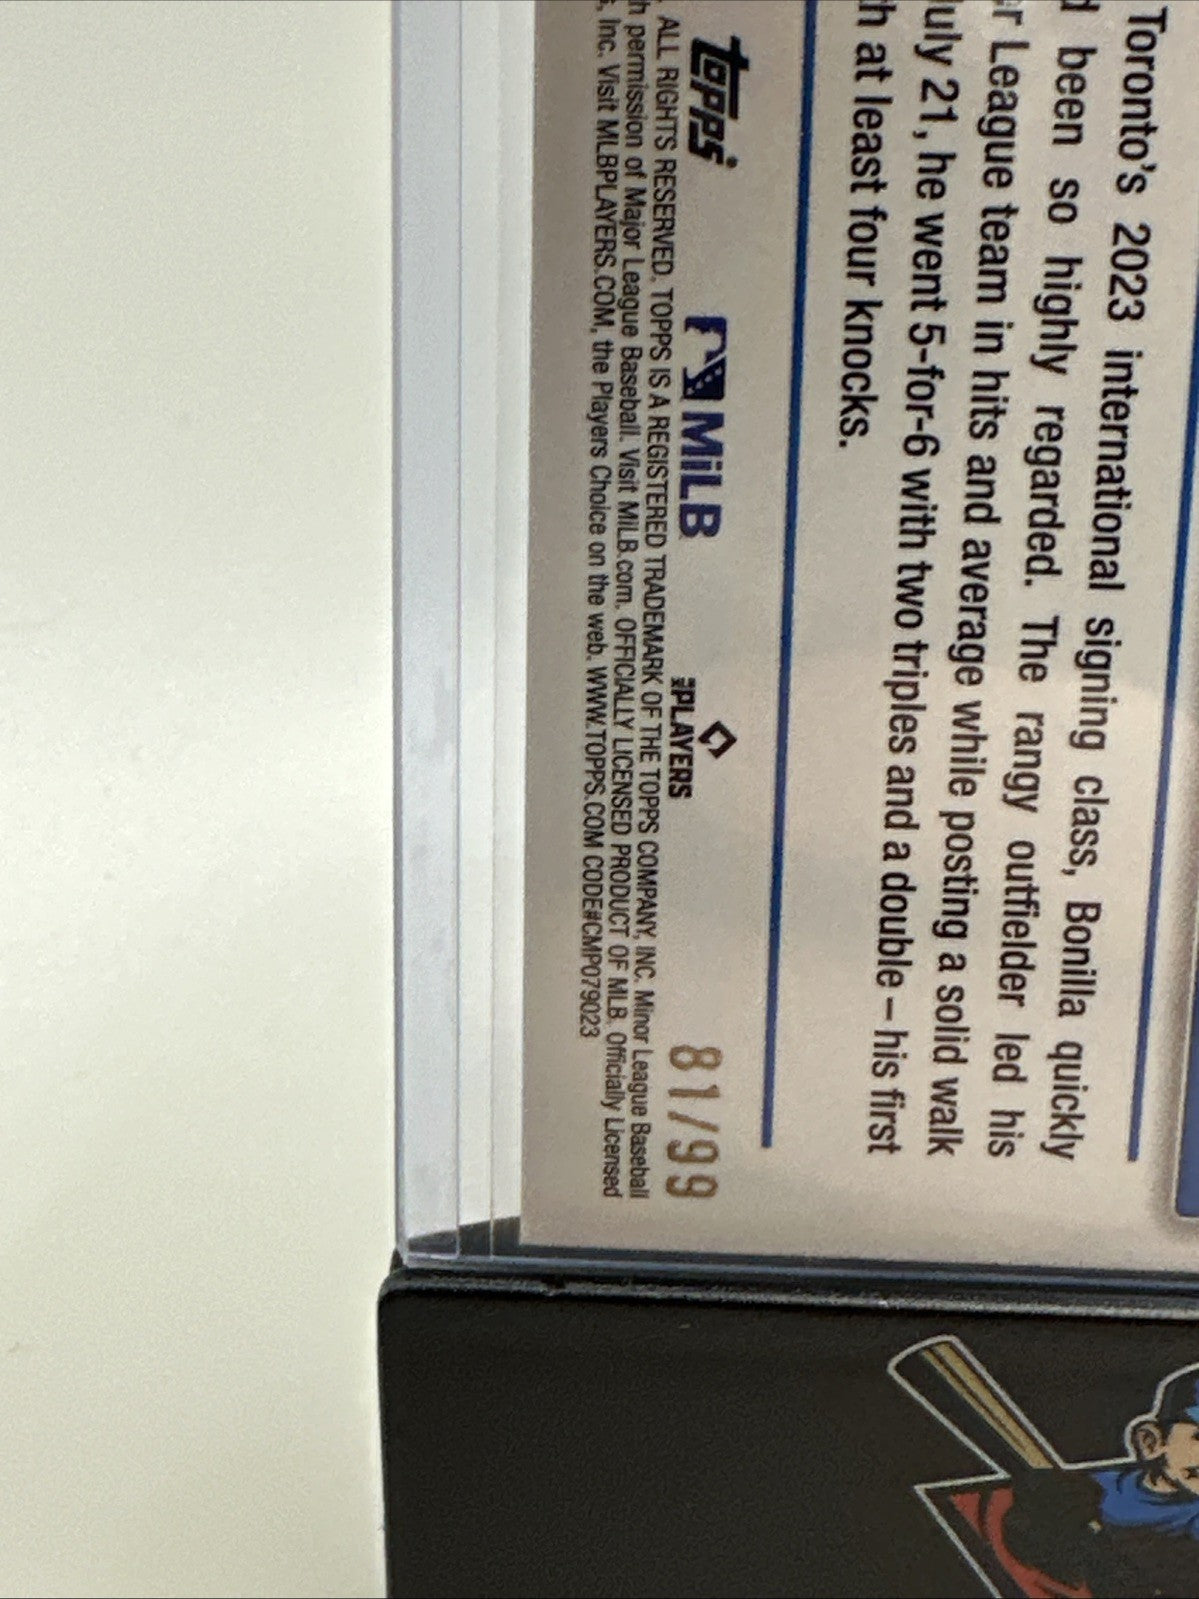 Toronto's 2023 international signing class, Bonilla quickly
been so highly regarded. The rangy outfielder led his
League team in hits and average while posting a solid walk
July 21, he went 5-for-6 with two triples and a double – his first
at least four knocks.
topps MiLB PLAYERS 81/99
ALL RIGHTS RESERVED. TOPPS IS A REGISTERED TRADEMARK OF THE TOPPS COMPANY, INC. Minor League Baseball
permission of Major League Baseball. Visit MiLB.com. OFFICIALLY LICENSED PRODUCT OF MLB. Officially Licensed
Inc. Visit MLBPLAYERS.COM, the Players Choice on the web. WWW.TOPPS.COM CODE#CMP079023